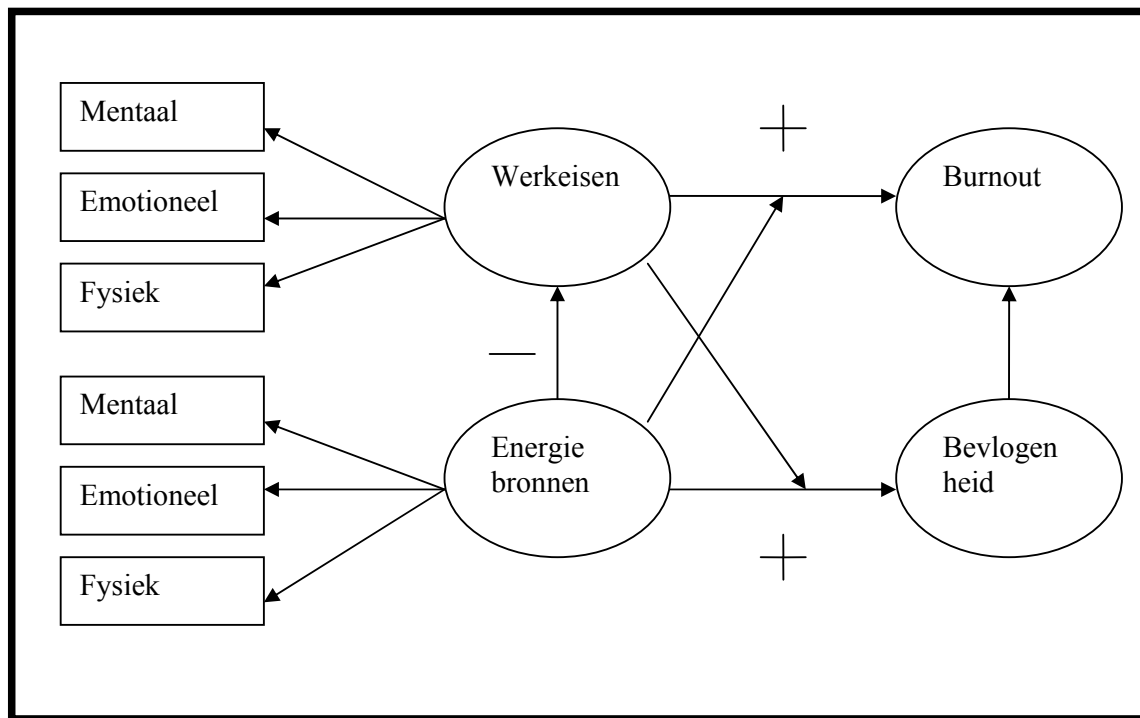 Mentaal
Emotioneel
Fysiek
Werkeisen
+
Burnout
—
Mentaal
Emotioneel
Fysiek
Energie
bronnen
+
Bevlogen
heid